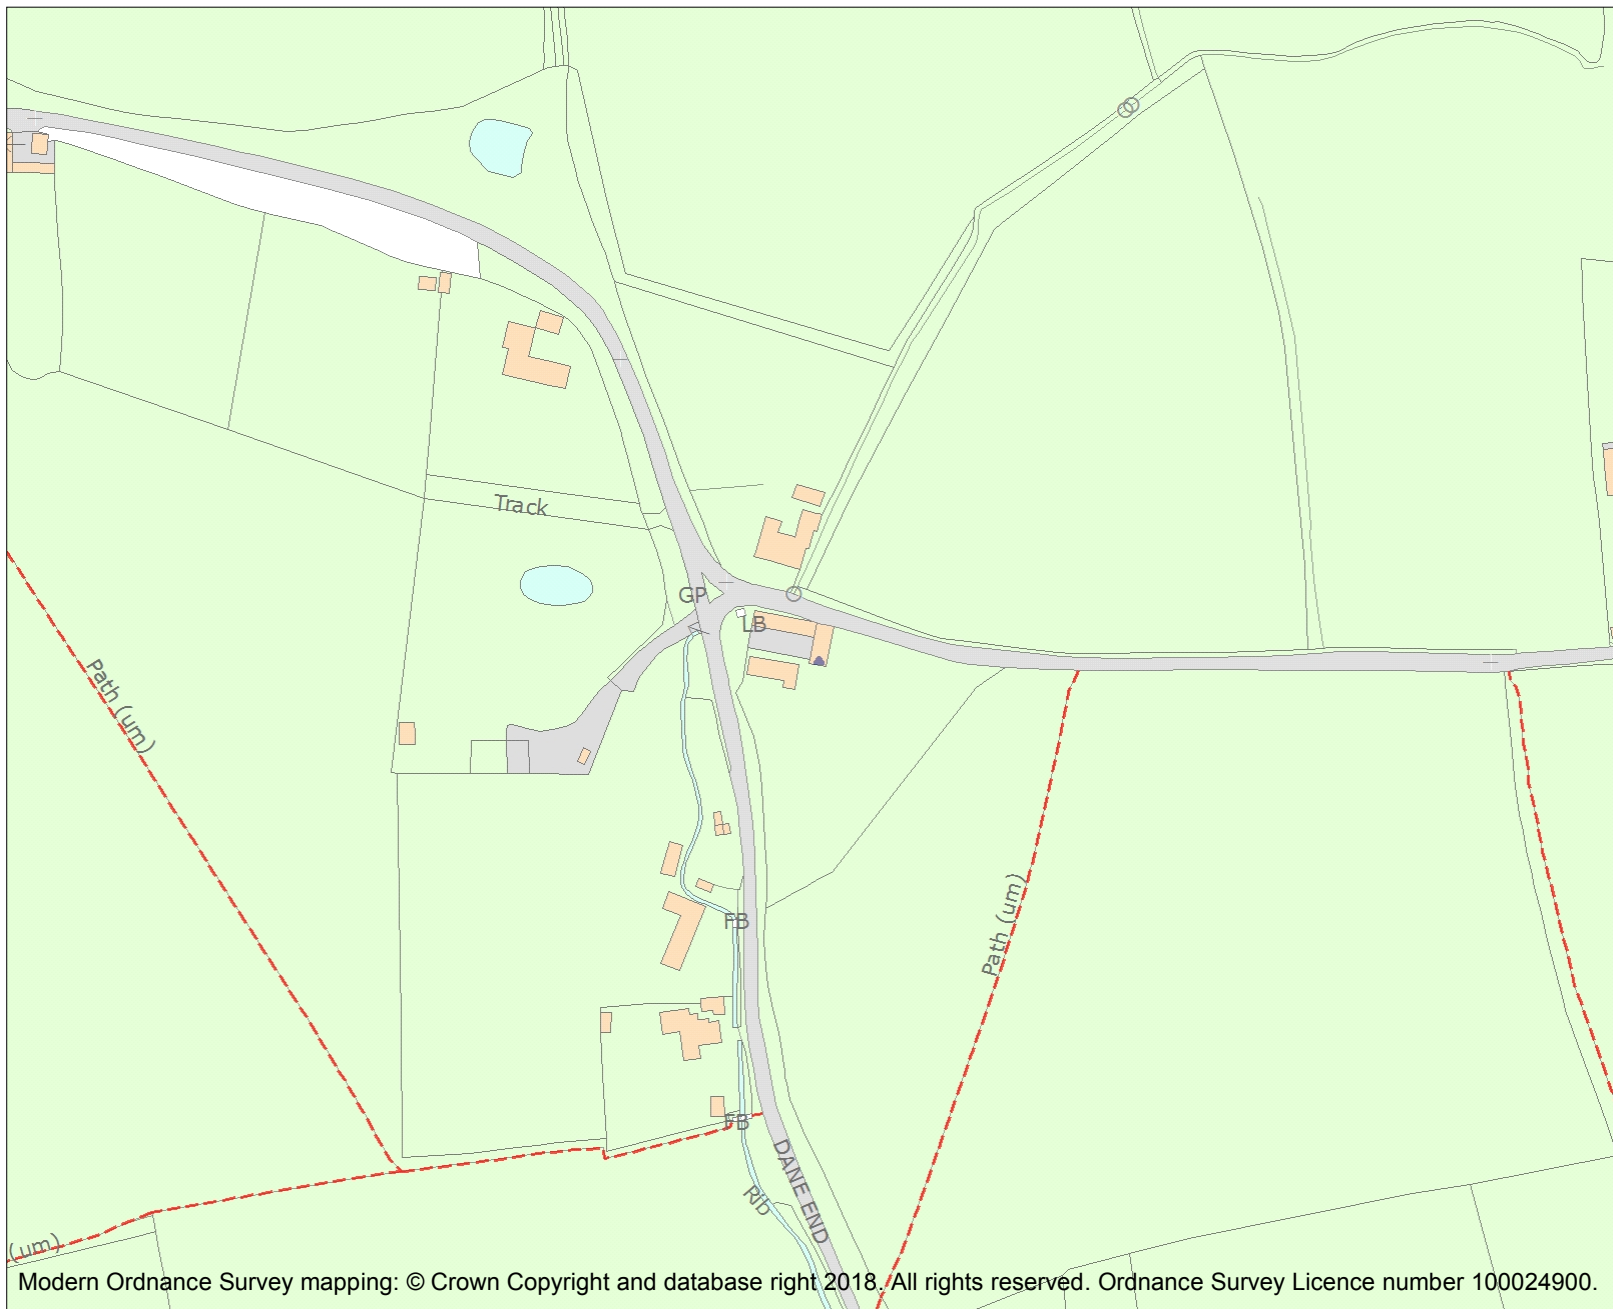 Track
GP
LB
Path (um)
Path (um)
FB
FB
DANE END
Rib
(um)
Modern Ordnance Survey mapping: © Crown Copyright and database right 2018. All rights reserved. Ordnance Survey Licence number 100024900.